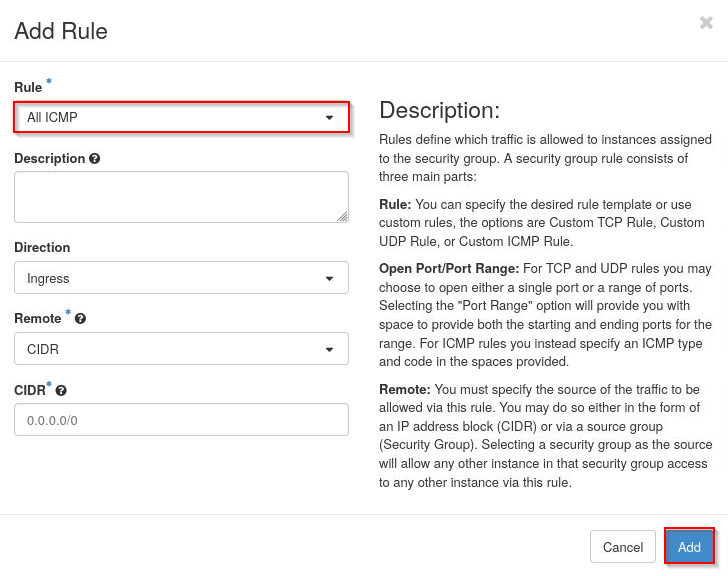 Add Rule
×
Rule *
All ICMP
Description ?
Direction
Ingress
Remote * ?
CIDR
CIDR* ?
0.0.0.0/0
Description:
Rules define which traffic is allowed to instances assigned
to the security group. A security group rule consists of
three main parts:
Rule: You can specify the desired rule template or use
custom rules, the options are Custom TCP Rule, Custom
UDP Rule, or Custom ICMP Rule.
Open Port/Port Range: For TCP and UDP rules you may
choose to open either a single port or a range of ports.
Selecting the "Port Range" option will provide you with
space to provide both the starting and ending ports for the
range. For ICMP rules you instead specify an ICMP type
and code in the spaces provided.
Remote: You must specify the source of the traffic to be
allowed via this rule. You may do so either in the form of
an IP address block (CIDR) or via a source group
(Security Group). Selecting a security group as the source
will allow any other instance in that security group access
to any other instance via this rule.
Cancel
Add